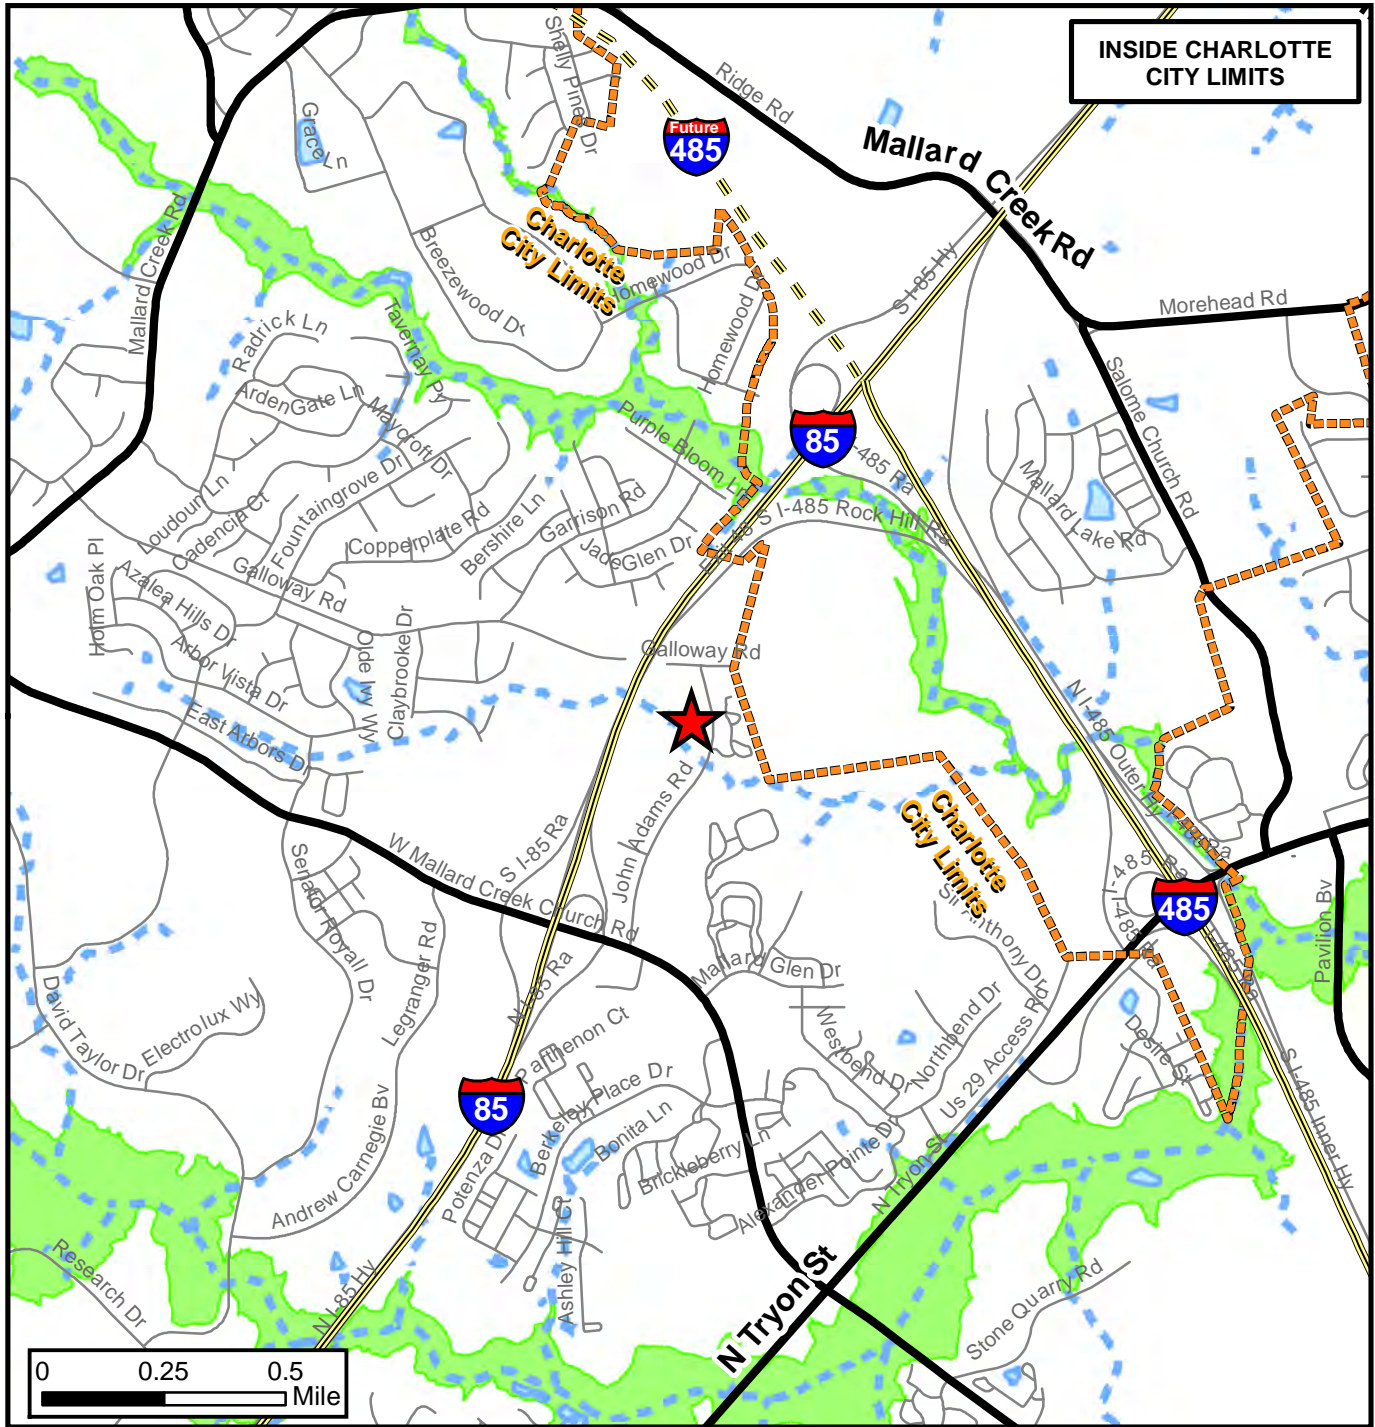 INSIDE CHARLOTTE
CITY LIMITS
Shelly Pines Dr
Ridge Rd
Future
485
Mallard Creek Rd
Grace Ln
Mallard Creek Rd
Charlotte
City Limits
Breezewood Dr
Homewood Dr
Homewood Dr
S I-85 Hy
Morehead Rd
Radrick Ln
Tavernay Py
ArdenGate Ln
Maycroft Dr
Purple Bloom Ln
85
I-485 Ra
Salome Church Rd
Mallard Lake Rd
Loudoun Ln
Cadencia Ct
Fountaingrove Dr
Copperplate Rd
Bershire Ln
Garrison Rd
JadeGlen Dr
S I-485 Rock Hill Ra
Galloway Rd
Holm Oak Pl
Azalea Hills Dr
Arbor Vista Dr
Olde Ivy Wy
Claybrooke Dr
Galloway Rd
East Arbors Dr
N I-485 Outer Hy
I-485 Ra
John Adams Rd
S I-85 Ra
W Mallard Creek Church Rd
Charlotte
City Limits
Senator Royall Dr
Legranger Rd
Sir Anthony Dr
I-485 Ra
I-485 Ra
485
I-485 Ra
Pavilion Bv
N I-85 Ra
Mallard Glen Dr
David Taylor Dr
Electrolux Wy
Parthenon Ct
Westbend Dr
Northbend Dr
Us 29 Access Rd
Desire St
85
Berkeley Place Dr
Bonita Ln
Potenza Dr
Brickleberry Ln
Alexander Pointe Dr
N Tryon St
S I-485 Inner Hy
Andrew Carnegie Bv
Ashley Hill Ct
Research Dr
N I-85 Hy
N Tryon St
Stone Quarry Rd
0 0.25 0.5
Mile